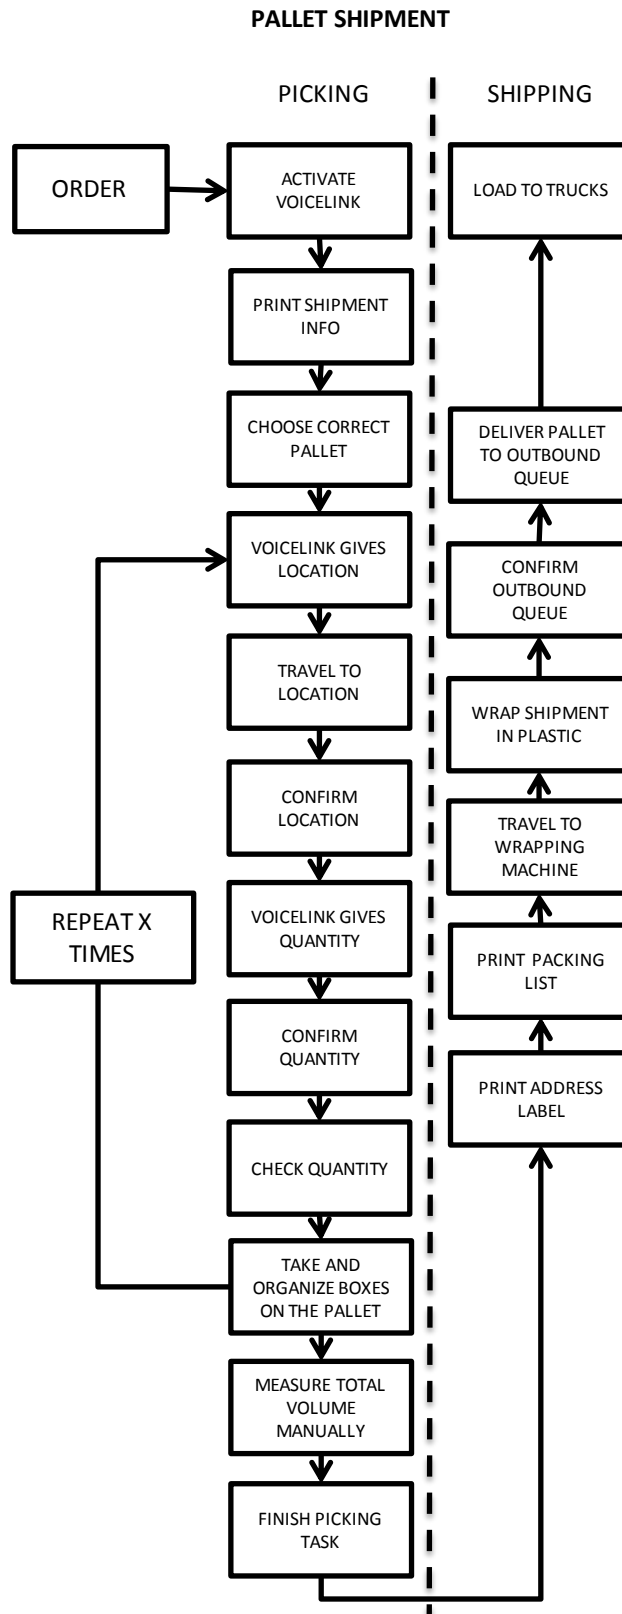 PALLET SHIPMENT
PICKING
SHIPPING
ORDER
ACTIVATE
VOICELINK
PRINT SHIPMENT
INFO
CHOOSE CORRECT
PALLET
VOICELINK GIVES
LOCATION
TRAVEL TO
LOCATION
CONFIRM
LOCATION
VOICELINK GIVES
QUANTITY
CONFIRM
QUANTITY
CHECK QUANTITY
TAKE AND
ORGANIZE BOXES
ON THE PALLET
REPEAT X
TIMES
MEASURE TOTAL
VOLUME
MANUALLY
FINISH PICKING
TASK
LOAD TO TRUCKS
DELIVER PALLET
TO OUTBOUND
QUEUE
CONFIRM
OUTBOUND
QUEUE
WRAP SHIPMENT
IN PLASTIC
TRAVEL TO
WRAPPING
MACHINE
PRINT PACKING
LIST
PRINT ADDRESS
LABEL